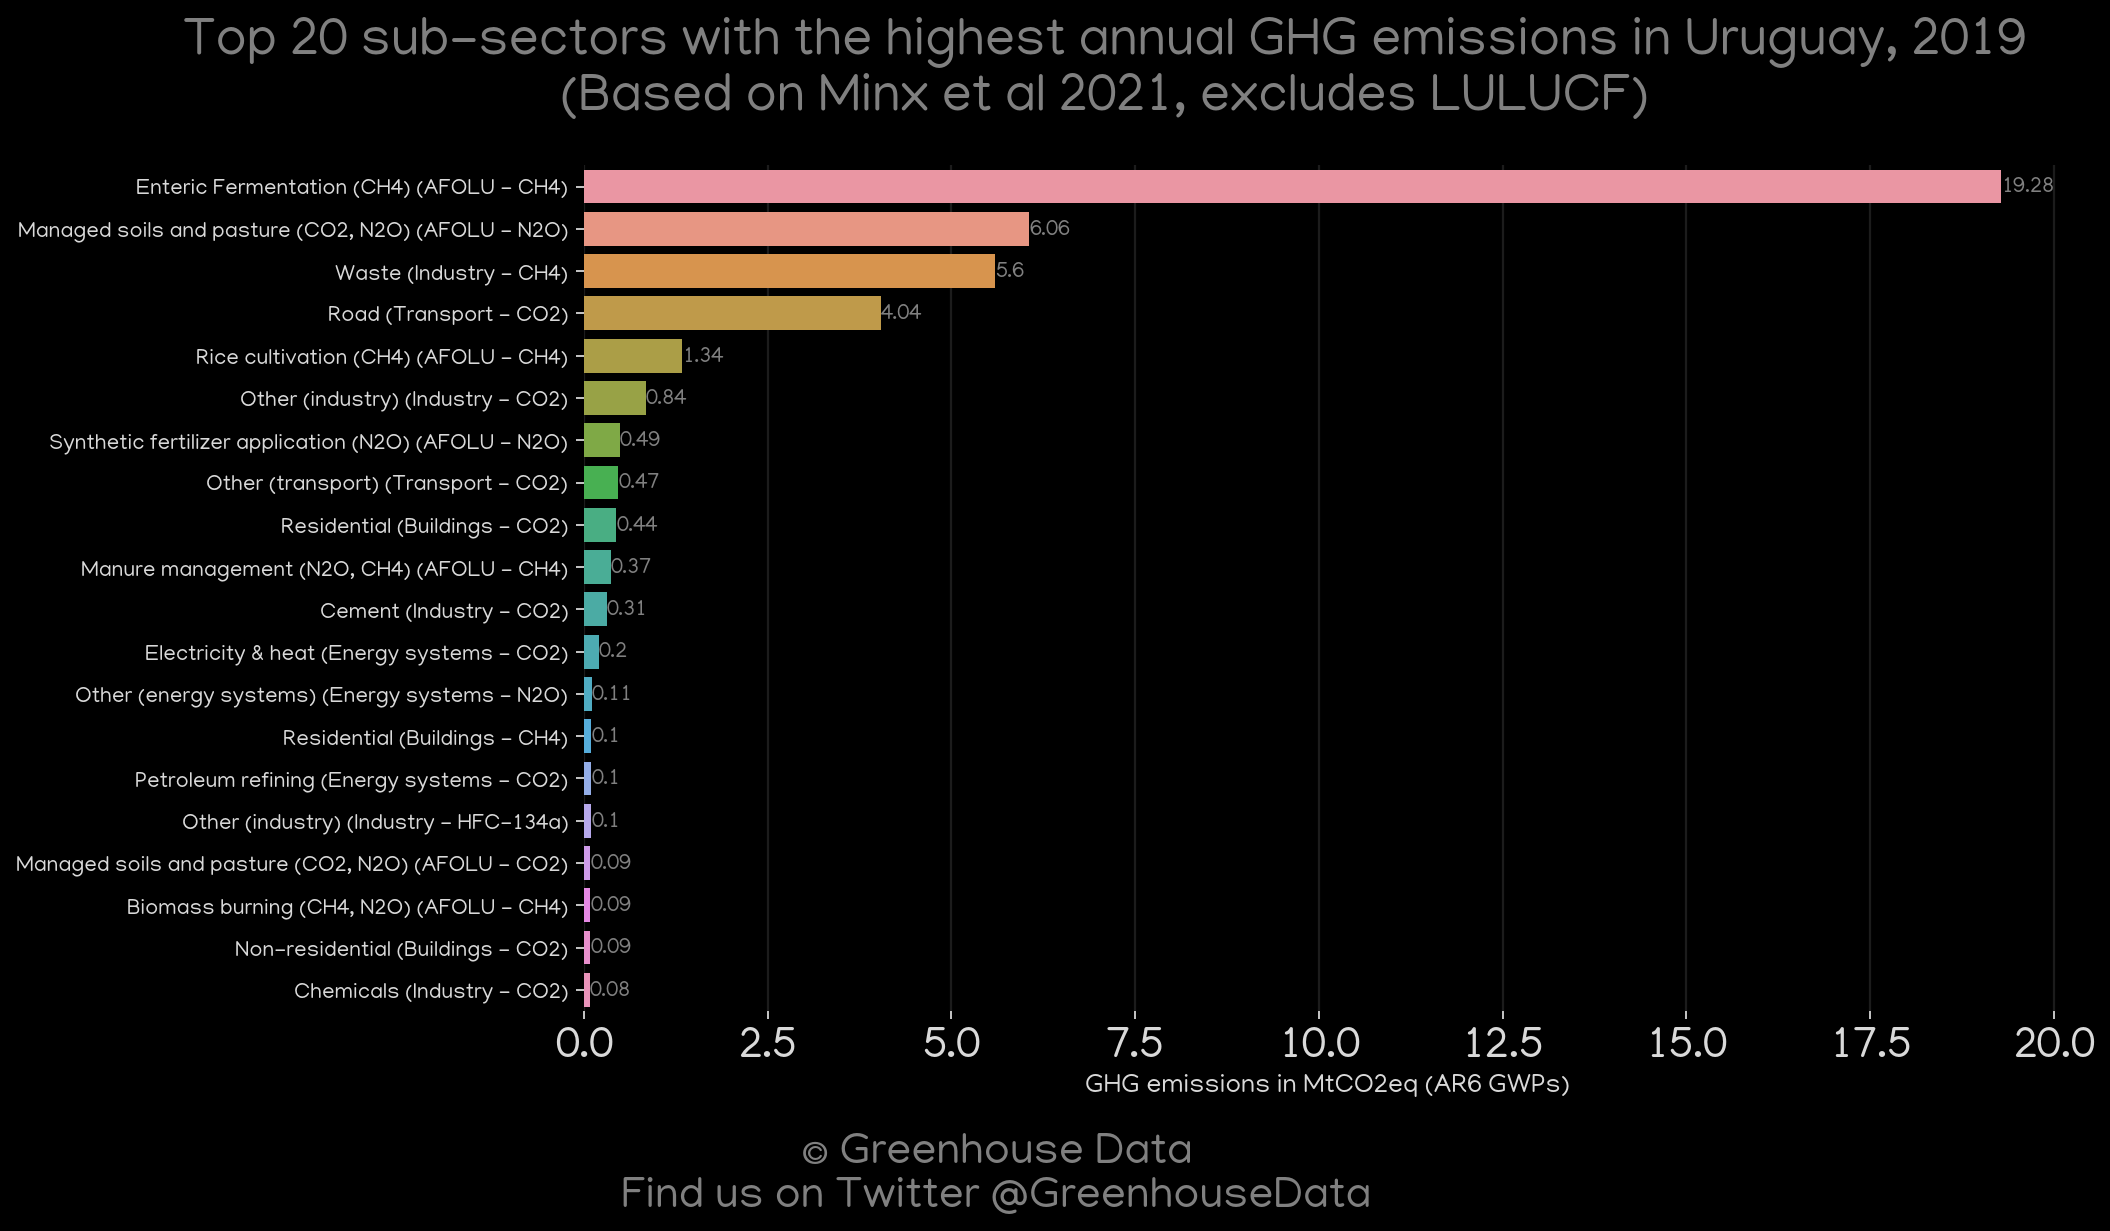 Top 20 sub-sectors with the highest annual GHG emissions in Uruguay, 2019
(Based on Minx et al 2021, excludes LULUCF)
Enteric Fermentation (CH4) (AFOLU - CH4) 19.28
Managed soils and pasture (CO2, N2O) (AFOLU - N2O) 6.06
Waste (Industry - CH4) 5.6
Road (Transport - CO2) 4.04
Rice cultivation (CH4) (AFOLU - CH4) 1.34
Other (industry) (Industry - CO2) 0.84
Synthetic fertilizer application (N2O) (AFOLU - N2O) 0.49
Other (transport) (Transport - CO2) 0.47
Residential (Buildings - CO2) 0.44
Manure management (N2O, CH4) (AFOLU - CH4) 0.37
Cement (Industry - CO2) 0.31
Electricity & heat (Energy systems - CO2) 0.2
Other (energy systems) (Energy systems - N2O) 0.11
Residential (Buildings - CH4) 0.1
Petroleum refining (Energy systems - CO2) 0.1
Other (industry) (Industry - HFC-134a) 0.1
Managed soils and pasture (CO2, N2O) (AFOLU - CO2) 0.09
Biomass burning (CH4, N2O) (AFOLU - CH4) 0.09
Non-residential (Buildings - CO2) 0.09
Chemicals (Industry - CO2) 0.08
0.0 2.5 5.0 7.5 10.0 12.5 15.0 17.5 20.0
GHG emissions in MtCO2eq (AR6 GWPs)
© Greenhouse Data
Find us on Twitter @GreenhouseData